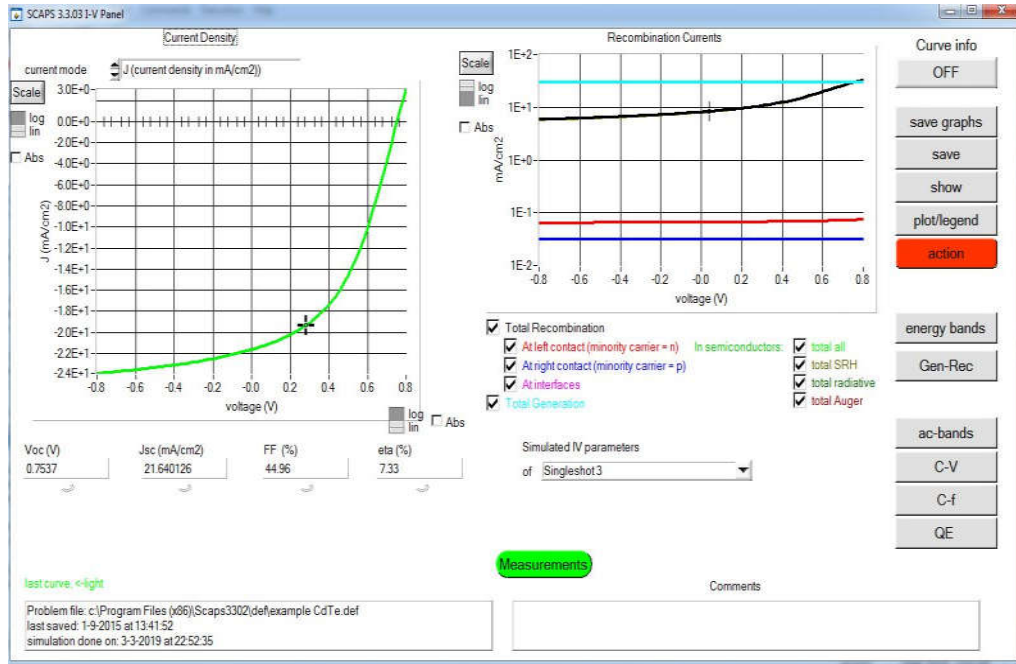 SCAPS 3.3.03 I-V Panel
Current Density
current mode
J (current density in mA/cm2))
Scale
log
lin
Abs
3.0E+0
0.0E+0
-2.0E+0
-4.0E+0
-6.0E+0
-8.0E+0
-1.0E+1
-1.2E+1
-1.4E+1
-1.6E+1
-1.8E+1
-2.0E+1
-2.2E+1
-2.4E+1
J (mA/cm2)
-0.8 -0.6 -0.4 -0.2 0.0 0.2 0.4 0.6 0.8
voltage (V)
log
lin
Abs
Recombination Currents
Scale
log
lin
Abs
1E+2
1E+1
1E+0
1E-1
1E-2
mA/cm2
-0.8 -0.6 -0.4 -0.2 0.0 0.2 0.4 0.6 0.8
voltage (V)
Total Recombination
At left contact (minority carrier = n)
At right contact (minority carrier = p)
At interfaces
Total Generation
In semiconductors:
total all
total SRH
total radiative
total Auger
Voc (V) Jsc (mA/cm2) FF (%) eta (%)
0.7537 21.640126 44.96 7.33
Simulated IV parameters
of Singleshot 3
Measurements
last curve: <-light
Problem file: c:\Program Files (x86)\Scaps3302\def\example CdTe.def
last saved: 1-9-2015 at 13:41:52
simulation done on: 3-3-2019 at 22:52:35
Comments
Curve info
OFF
save graphs
save
show
plot/legend
action
energy bands
Gen-Rec
ac-bands
C-V
C-f
QE